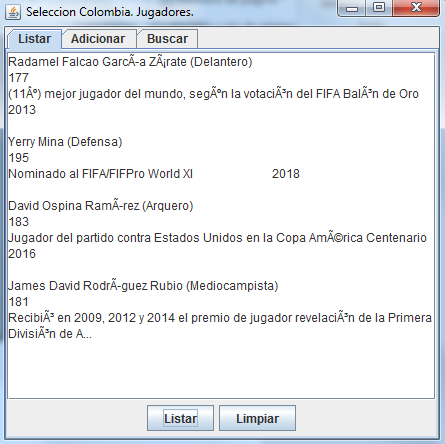 Seleccion Colombia. Jugadores.
Listar Adicionar Buscar
Radamel Falcao GarcÃ-a ZÃ¡rate (Delantero)
177
(11Âº) mejor jugador del mundo, segÃºn la votaciÃ³n del FIFA BalÃ³n de Oro
2013
Yerry Mina (Defensa)
195
Nominado al FIFA/FIFPro World XI 2018
David Ospina RamÃ-rez (Arquero)
183
Jugador del partido contra Estados Unidos en la Copa AmÃ©rica Centenario
2016
James David RodrÃ-guez Rubio (Mediocampista)
181
RecibiÃ³ en 2009, 2012 y 2014 el premio de jugador revelaciÃ³n de la Primera
DivisiÃ³n de A...
Listar Limpiar